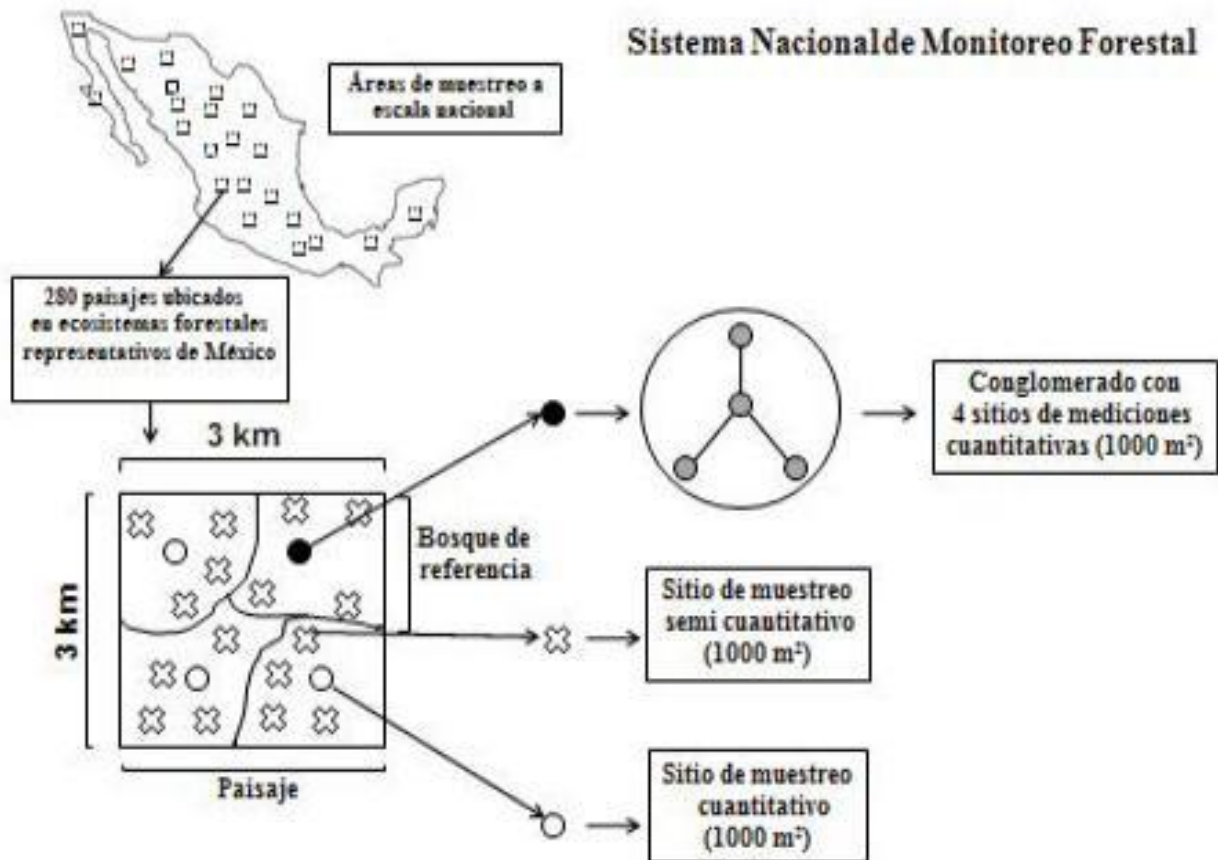 Sistema Nacional de Monitoreo Forestal
Áreas de muestreo a
escala nacional
280 paisajes ubicados
en ecosistemas forestales
representativos de México
3 km
3 km
Bosque de
referencia
Paisaje
Conglomerado con
4 sitios de mediciones
cuantitativas (1000 m²)
Sitio de muestreo
semi cuantitativo
(1000 m²)
Sitio de muestreo
cuantitativo
(1000 m²)